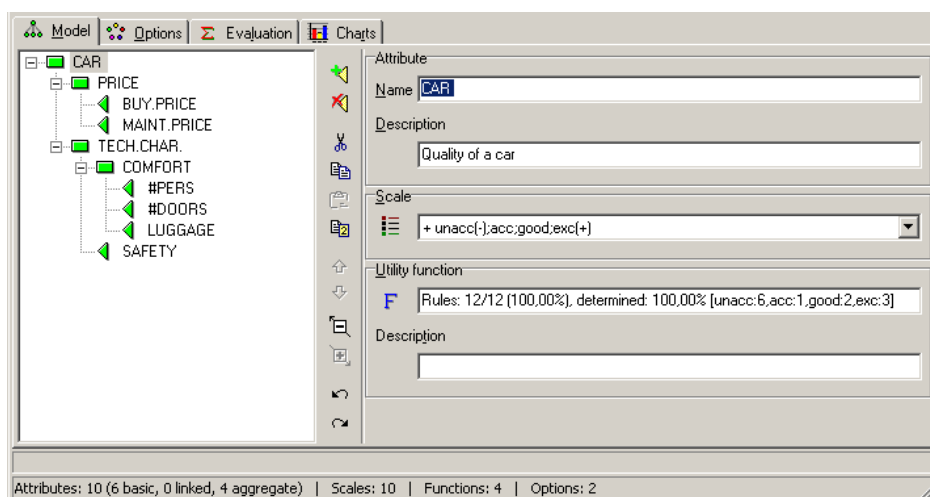 Model Options Evaluation Charts
CAR
PRICE
BUY.PRICE
MAINT.PRICE
TECH.CHAR.
COMFORT
#PERS
#DOORS
LUGGAGE
SAFETY
Attribute
Name CAR
Description
Quality of a car
Scale
+ unacc(-);acc;good;exc(+)
Utility function
F Rules: 12/12 (100,00%), determined: 100,00% [unacc:6,acc:1,good:2,exc:3]
Description
Attributes: 10 (6 basic, 0 linked, 4 aggregate) | Scales: 10 | Functions: 4 | Options: 2